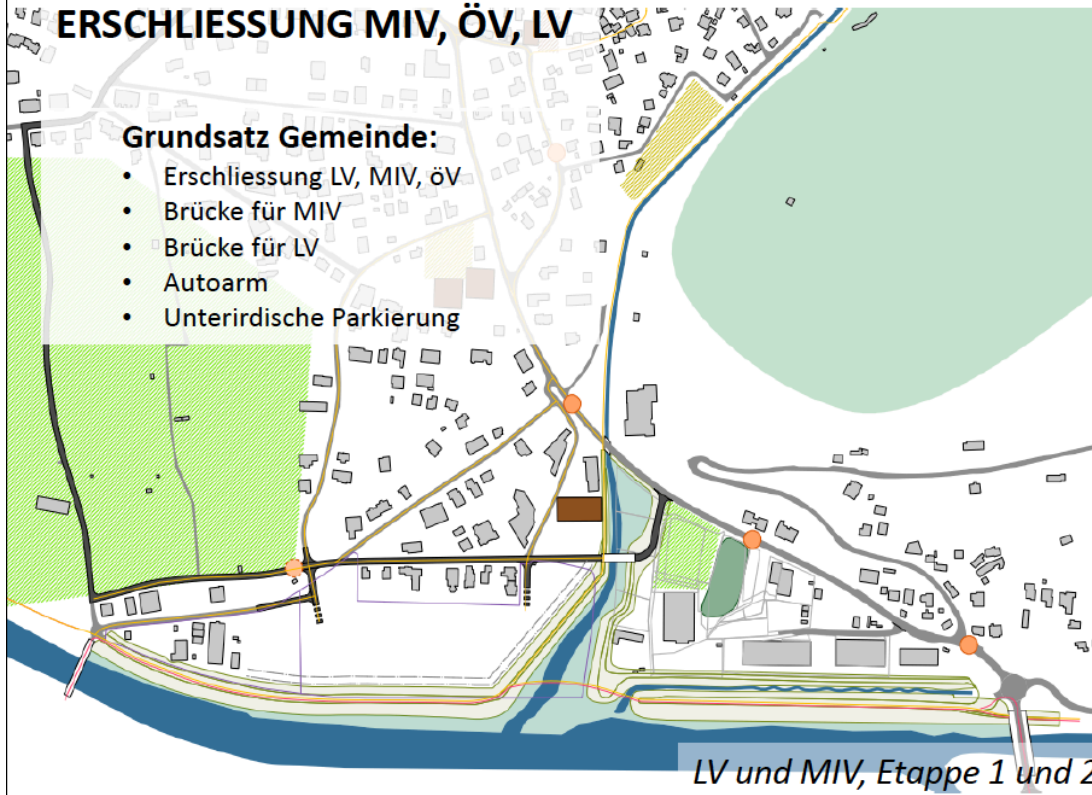 ERSCHLIESSUNG MIV, ÖV, LV
Grundsatz Gemeinde:
• Erschliessung LV, MIV, öV
• Brücke für MIV
• Brücke für LV
• Autoarm
• Unterirdische Parkierung
LV und MIV, Etappe 1 und 2